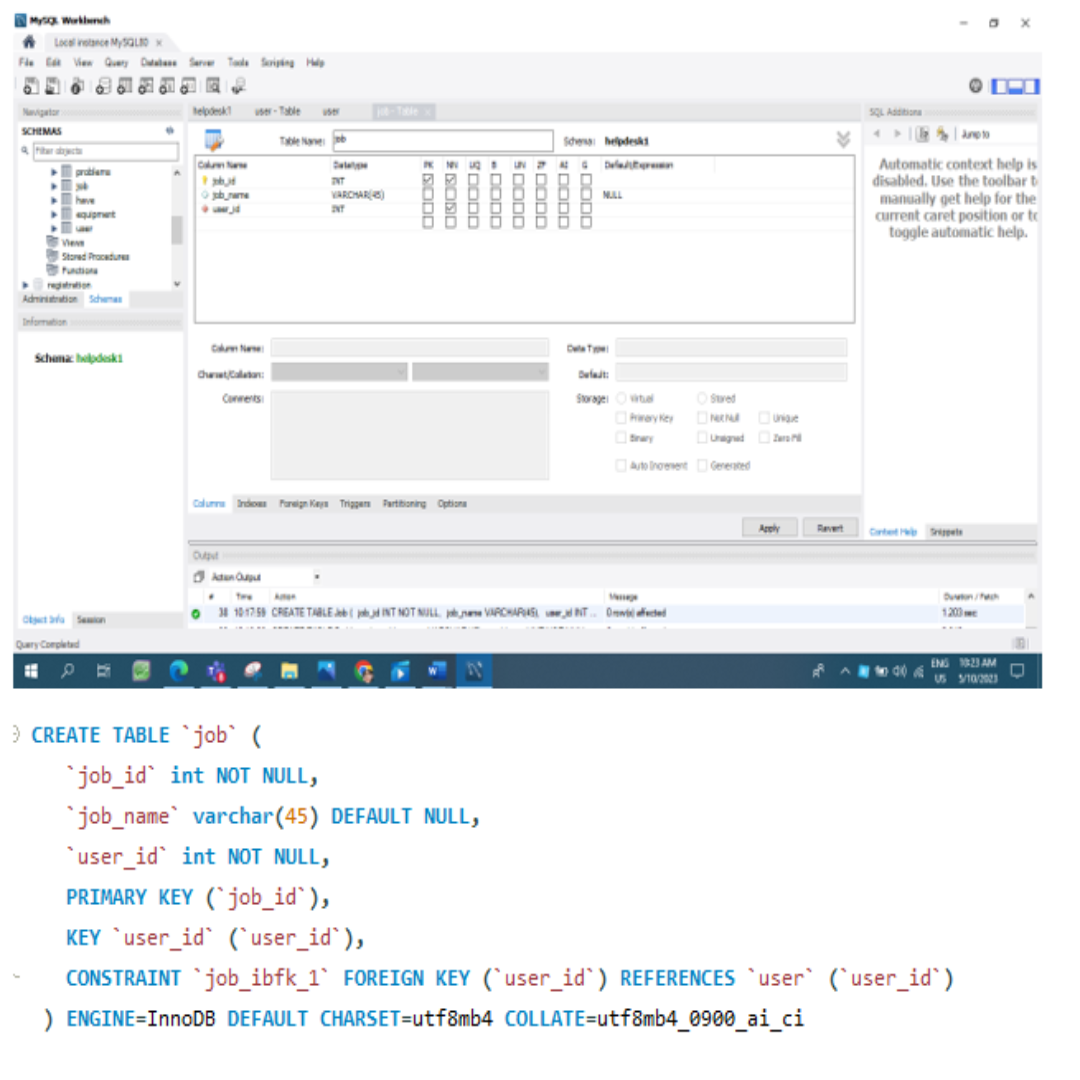 MySQL Workbench
Local instance MySQL80 ×
File Edit View Query Database Server Tools Scripting Help
Navigator
SCHEMAS
Filter objects
problems
job
have
equipment
user
Views
Stored Procedures
Functions
registration
Administration Schemas
Information
Schema: helpdesk1
Object Info Session
helpdesk1 user - Table user job - Table ×
Table Name: job Schema: helpdesk1
Column Name Datatype PK NN UQ B UN ZF AI G Default/Expression
job_id INT
job_name VARCHAR(45) NULL
user_id INT
Column Name: Data Type:
Charset/Collation: Default:
Comments: Storage: Virtual Stored
Primary Key Not Null Unique
Binary Unsigned Zero Fill
Auto Increment Generated
Columns Indexes Foreign Keys Triggers Partitioning Options
Apply Revert
Output
Action Output
# Time Action Message Duration / Fetch
38 10:17:59 CREATE TABLE Job ( job_id INT NOT NULL, job_name VARCHAR(45), user_id INT ... 0 row(s) affected 1.203 sec
SQL Additions
Jump to
Automatic context help is
disabled. Use the toolbar t
manually get help for the
current caret position or to
toggle automatic help.
Context Help Snippets
Query Completed
ENG 10:23 AM
US 5/10/2023
CREATE TABLE `job` (
`job_id` int NOT NULL,
`job_name` varchar(45) DEFAULT NULL,
`user_id` int NOT NULL,
PRIMARY KEY (`job_id`),
KEY `user_id` (`user_id`),
CONSTRAINT `job_ibfk_1` FOREIGN KEY (`user_id`) REFERENCES `user` (`user_id`)
) ENGINE=InnoDB DEFAULT CHARSET=utf8mb4 COLLATE=utf8mb4_0900_ai_ci